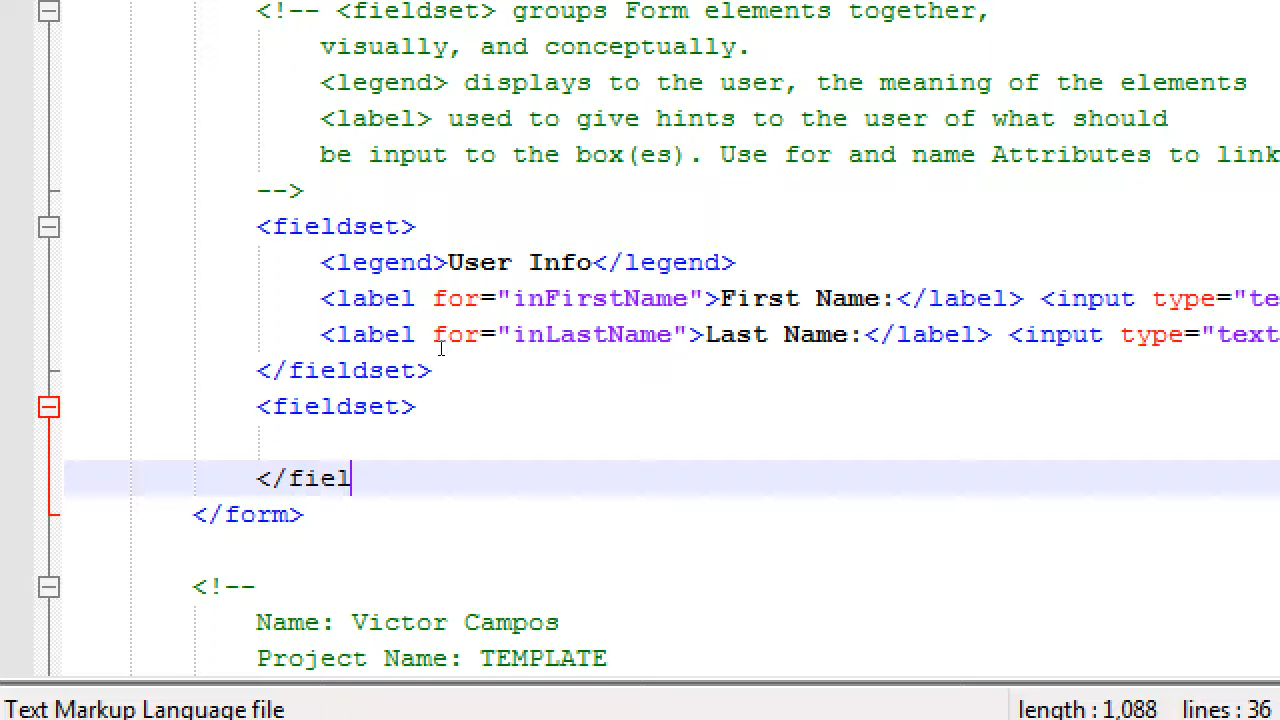 <!-- <fieldset> groups Form elements together,
visually, and conceptually.
<legend> displays to the user, the meaning of the elements
<label> used to give hints to the user of what should
be input to the box(es). Use for and name Attributes to link
-->
<fieldset>
<legend>User Info</legend>
<label for="inFirstName">First Name:</label> <input type="te
<label for="inLastName">Last Name:</label> <input type="text
</fieldset>
<fieldset>
</fiel
</form>
<!--
Name: Victor Campos
Project Name: TEMPLATE
Text Markup Language file length : 1,088 lines : 36